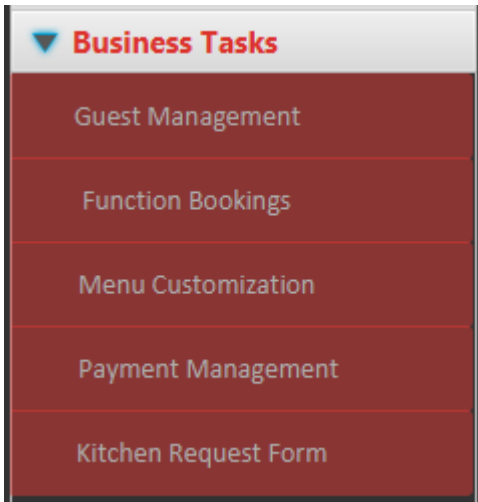 Business Tasks
Guest Management
Function Bookings
Menu Customization
Payment Management
Kitchen Request Form